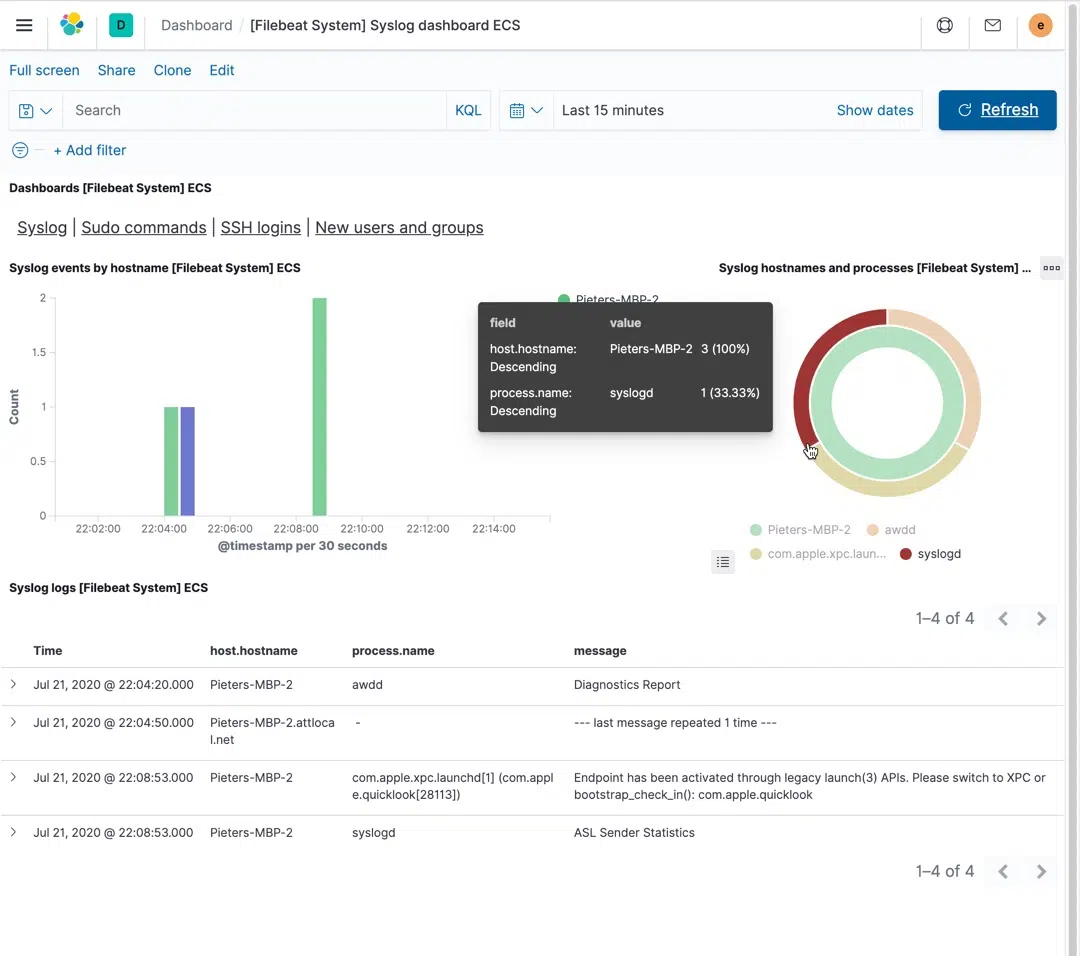 D Dashboard / [Filebeat System] Syslog dashboard ECS e
Full screen Share Clone Edit
Search KQL Last 15 minutes Show dates Refresh
+ Add filter
Dashboards [Filebeat System] ECS
Syslog | Sudo commands | SSH logins | New users and groups
Syslog events by hostname [Filebeat System] ECS
2
1.5
1
0.5
0
Count
22:02:00 22:04:00 22:06:00 22:08:00 22:10:00 22:12:00 22:14:00
@timestamp per 30 seconds
Pieters-MBP-2
Syslog hostnames and processes [Filebeat System] ...
field value
host.hostname: Pieters-MBP-2 3 (100%)
Descending
process.name: syslogd 1 (33.33%)
Descending
Pieters-MBP-2 awdd
com.apple.xpc.laun... syslogd
Syslog logs [Filebeat System] ECS
1–4 of 4
Time host.hostname process.name message
Jul 21, 2020 @ 22:04:20.000 Pieters-MBP-2 awdd Diagnostics Report
Jul 21, 2020 @ 22:04:50.000 Pieters-MBP-2.attloca - --- last message repeated 1 time ---
l.net
Jul 21, 2020 @ 22:08:53.000 Pieters-MBP-2 com.apple.xpc.launchd[1] (com.appl Endpoint has been activated through legacy launch(3) APIs. Please switch to XPC or
e.quicklook[28113]) bootstrap_check_in(): com.apple.quicklook
Jul 21, 2020 @ 22:08:53.000 Pieters-MBP-2 syslogd ASL Sender Statistics
1–4 of 4